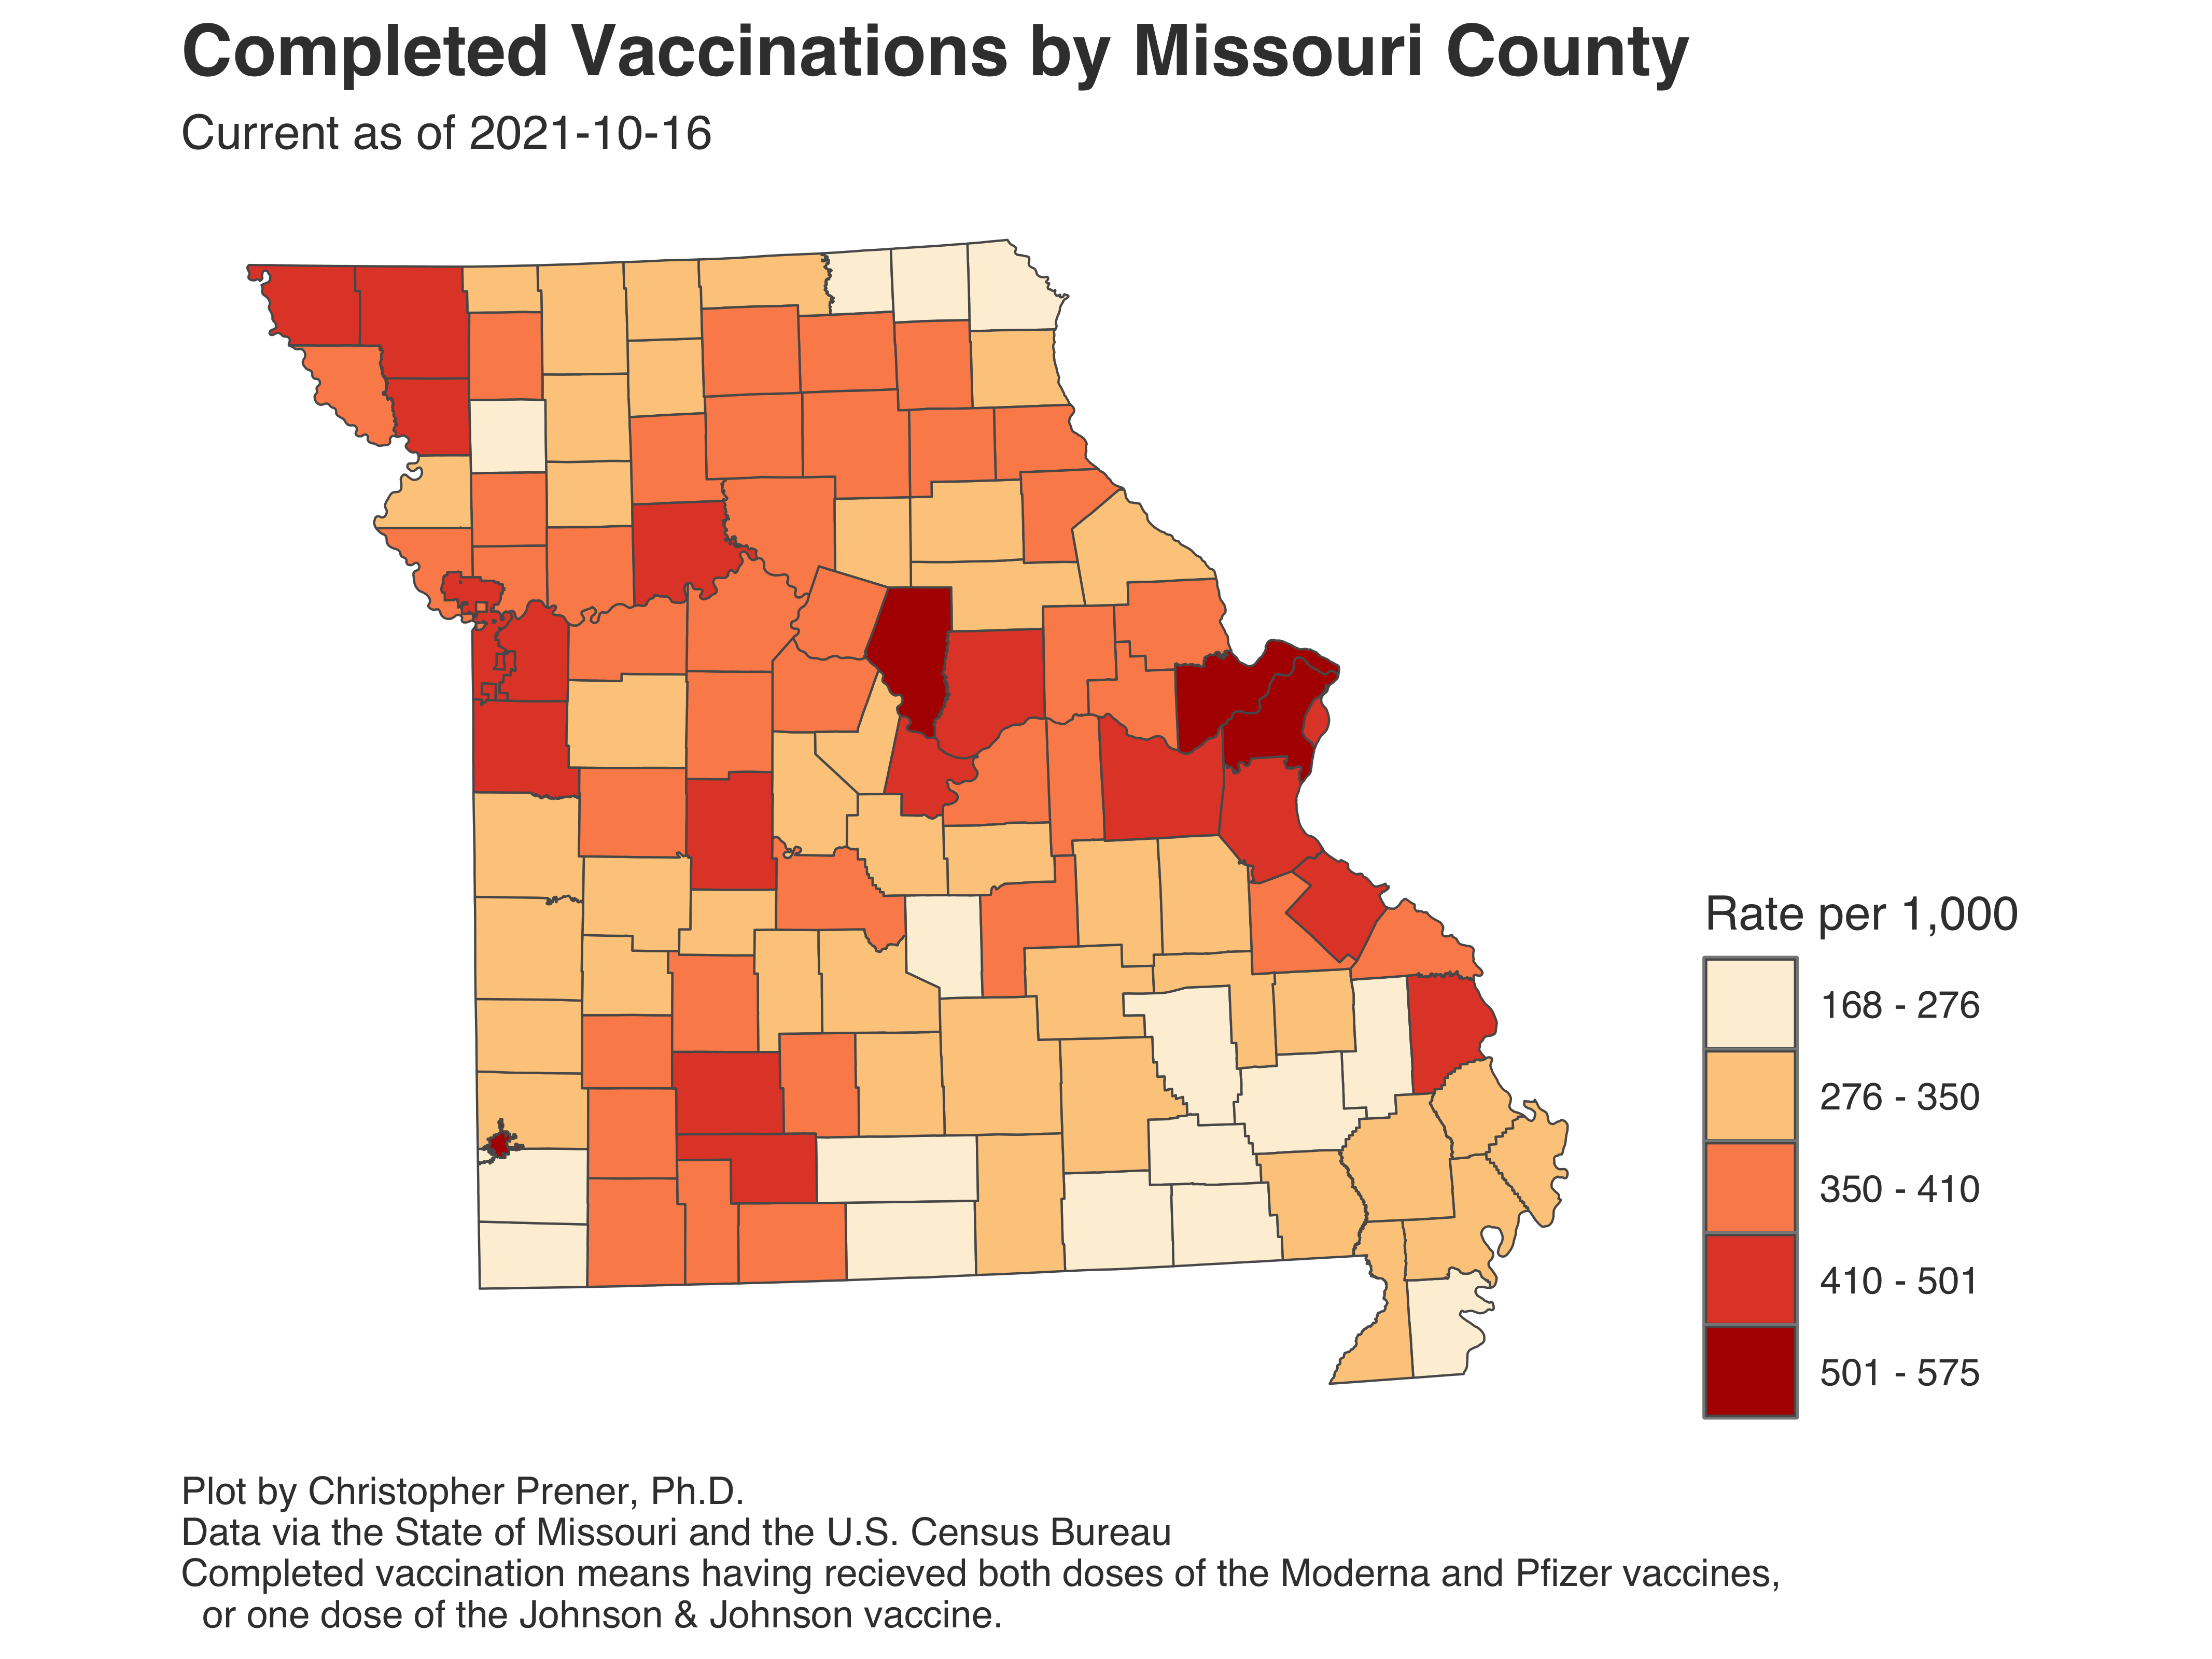 Completed Vaccinations by Missouri County
Current as of 2021-10-16
Rate per 1,000
168 - 276
276 - 350
350 - 410
410 - 501
501 - 575
Plot by Christopher Prener, Ph.D.
Data via the State of Missouri and the U.S. Census Bureau
Completed vaccination means having recieved both doses of the Moderna and Pfizer vaccines,
or one dose of the Johnson & Johnson vaccine.